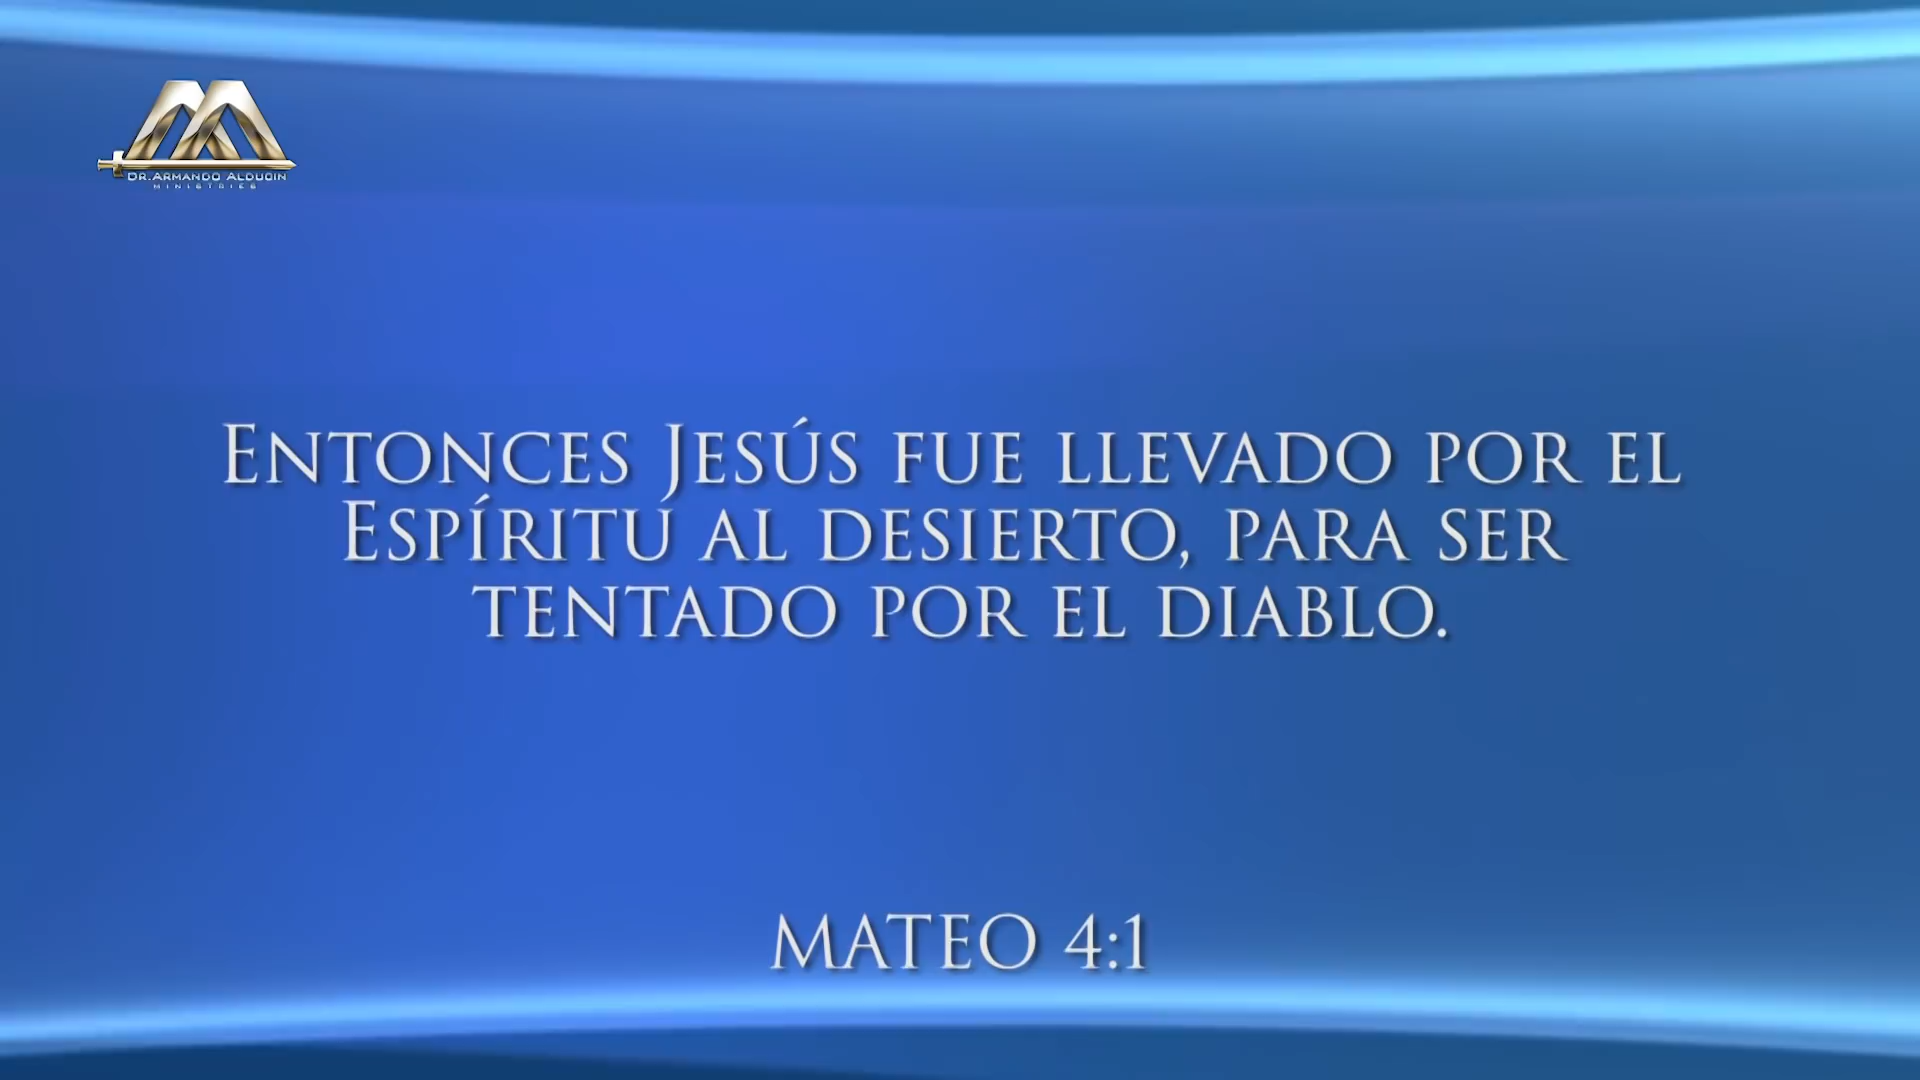 DR. ARMANDO ALDUCIN
MINISTRIES
Entonces Jesús fue llevado por el
Espíritu al desierto, para ser
tentado por el diablo.
MATEO 4:1